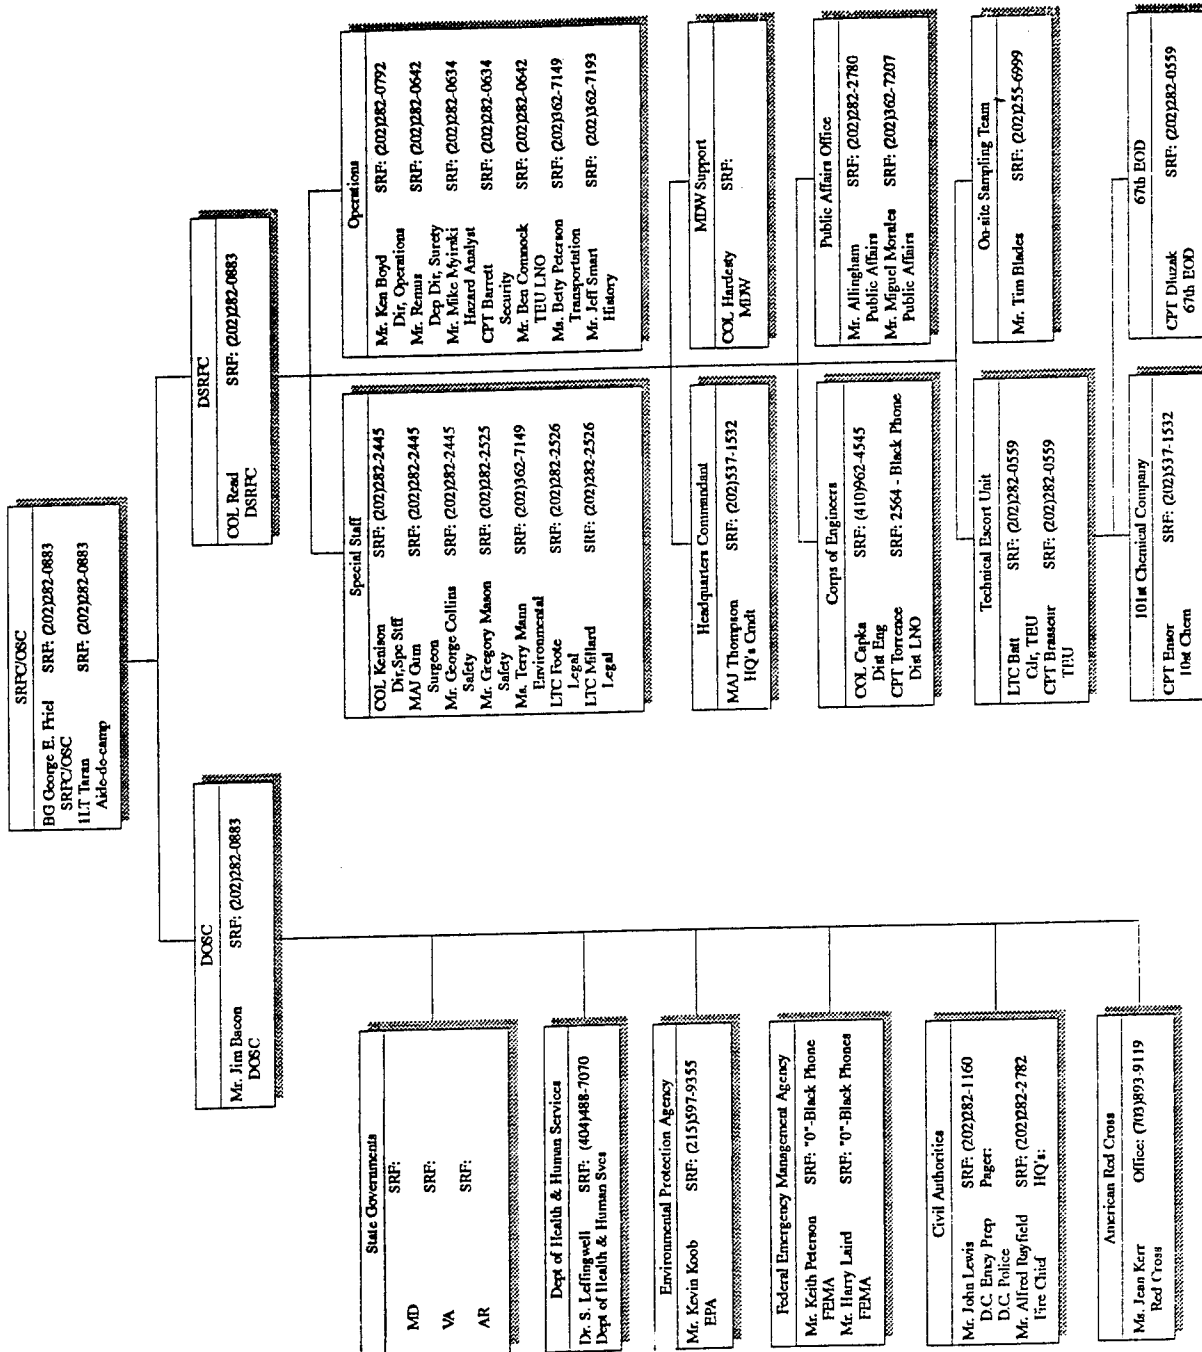 SRFC/OSC
BG George E. Friel SRF: (202)282-0883
SRFC/OSC
1LT Taran SRF: (202)282-0883
Aide-de-camp
DOSC
Mr. Jim Bacon SRF: (202)282-0883
DOSC
DSRFC
COL Read SRF: (202)282-0883
DSRFC
State Governments
SRF:
MD
SRF:
VA
SRF:
AR
Dept of Health & Human Services
Dr. S. Leffingwell SRF: (404)488-7070
Dept of Health & Human Svcs
Environmental Protection Agency
Mr. Kevin Koob SRF: (215)597-9355
EPA
Federal Emergency Management Agency
Mr. Keith Peterson SRF: "0"-Black Phone
FEMA
Mr. Harry Laird SRF: "0"-Black Phones
FEMA
Civil Authorities
Mr. John Lewis SRF: (202)282-1160
D.C. Emcy Prep Pager:
D.C. Police
Mr. Alfred Rayfield SRF: (202)282-2782
Fire Chief HQ's:
American Red Cross
Ms. Jean Kerr Office: (703)893-9119
Red Cross
Special Staff
COL Kenison SRF: (202)282-2445
Dir,Spe Stff
MAJ Gum SRF: (202)282-2445
Surgeon
Mr. George Collins SRF: (202)282-2445
Safety
Mr. Gregory Mason SRF: (202)282-2525
Safety
Ms. Terry Mann SRF: (202)362-7149
Environmental
LTC Foote SRF: (202)282-2526
Legal
LTC Millard SRF: (202)282-2526
Legal
Operations
Mr. Ken Boyd SRF: (202)282-0792
Dir, Operations
Mr. Remus SRF: (202)282-0642
Dep Dir, Surety
Mr. Mike Myirski SRF: (202)282-0634
Hazard Analyst
CPT Barrett SRF: (202)282-0634
Security
Mr. Ben Comnock SRF: (202)282-0642
TEU LNO
Ms. Betty Peterson SRF: (202)362-7149
Transportation
Mr. Jeff Smart SRF: (202)362-7193
History
Headquarters Commandant
MAJ Thompson SRF: (202)537-1532
HQ's Cmdt
MDW Support
COL Hardesty SRF:
MDW
Corps of Engineers
COL Capka SRF: (410)962-4545
Dist Eng
CPT Torrence SRF: 2564 - Black Phone
Dist LNO
Public Affairs Office
Mr. Allingham SRF: (202)282-2780
Public Affairs
Mr. Miguel Morales SRF: (202)362-7207
Public Affairs
Technical Escort Unit
LTC Batt SRF: (202)282-0559
Cdr, TEU
CPT Brasseur SRF: (202)282-0559
TEU
On-site Sampling Team
Mr. Tim Blades SRF: (202)255-6999
101st Chemical Company
CPT Ensor SRF: (202)537-1532
10st Chem
67th EOD
CPT Dluzak SRF: (202)282-0559
67th EOD